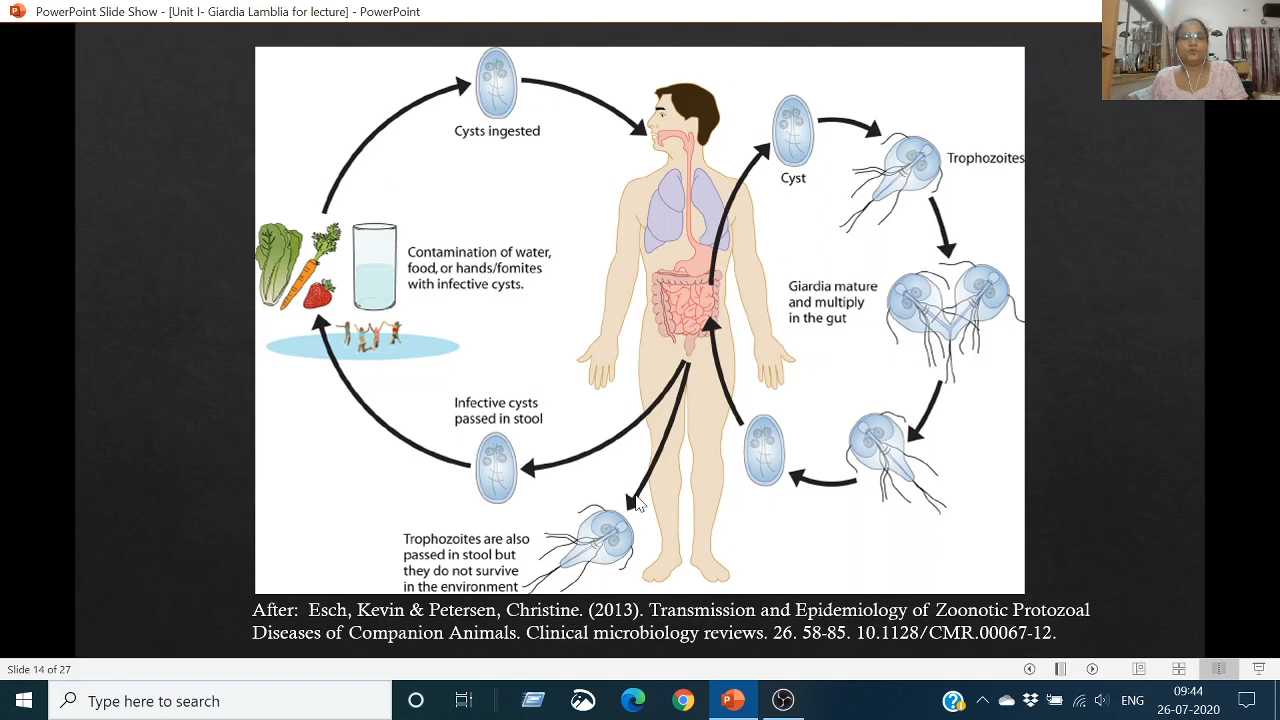 PowerPoint Slide Show - [Unit I- Giardia Lamblia for lecture] - PowerPoint
Cysts ingested
Cyst
Trophozoites
Contamination of water,
food, or hands/fomites
with infective cysts.
Giardia mature
and multiply
in the gut
Infective cysts
passed in stool
Trophozoites are also
passed in stool but
they do not survive
in the environment
After: Esch, Kevin & Petersen, Christine. (2013). Transmission and Epidemiology of Zoonotic Protozoal
Diseases of Companion Animals. Clinical microbiology reviews. 26. 58-85. 10.1128/CMR.00067-12.
Slide 14 of 27
Type here to search
ENG
09:44
26-07-2020